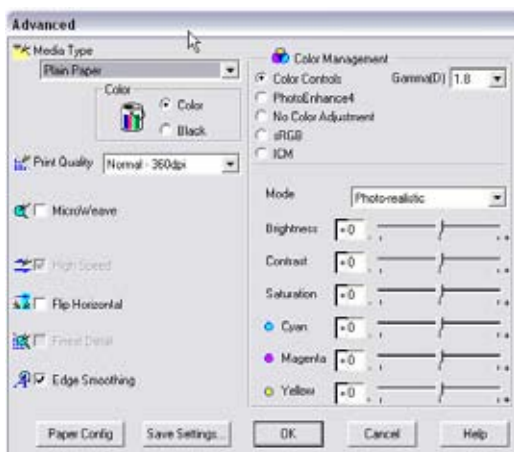 Advanced
Media Type
Plain Paper
Color
Color
Black
Print Quality
Normal - 360dpi
MicroWeave
High Speed
Flip Horizontal
Finest Detail
Edge Smoothing
Color Management
Color Controls
Gamma(D)
1.8
PhotoEnhance4
No Color Adjustment
sRGB
ICM
Mode
Photo-realistic
Brightness +0 - +
Contrast +0 - +
Saturation +0 - +
Cyan +0 - +
Magenta +0 - +
Yellow +0 - +
Paper Config
Save Settings...
OK
Cancel
Help